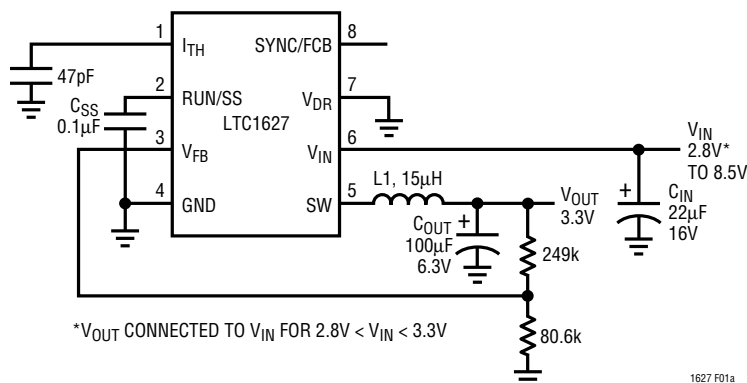 1
I_TH
SYNC/FCB
8
47pF
2
RUN/SS
V_DR
7
C_SS
0.1µF
LTC1627
3
V_FB
V_IN
6
V_IN
2.8V*
TO 8.5V
4
GND
SW
5
L1, 15µH
V_OUT
3.3V
+
C_OUT
100µF
6.3V
+
C_IN
22µF
16V
249k
*V_OUT CONNECTED TO V_IN FOR 2.8V < V_IN < 3.3V
80.6k
1627 F01a